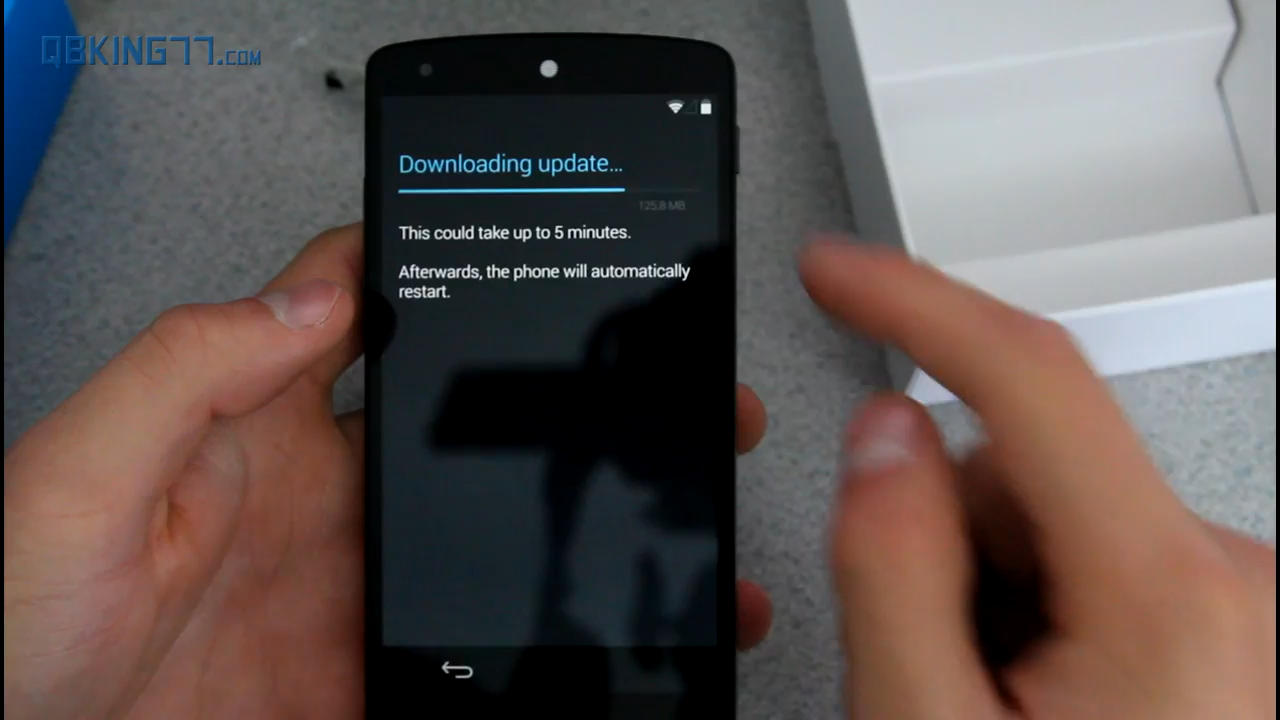 QBKING77.COM
Downloading update...
125.8 MB
This could take up to 5 minutes.
Afterwards, the phone will automatically
restart.